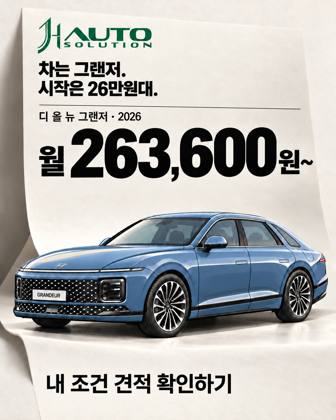 JH AUTO
SOLUTION
차는 그랜저.
시작은 26만원대.
디 올 뉴 그랜저 · 2026
월 263,600원~
GRANDEUR
내 조건 견적 확인하기